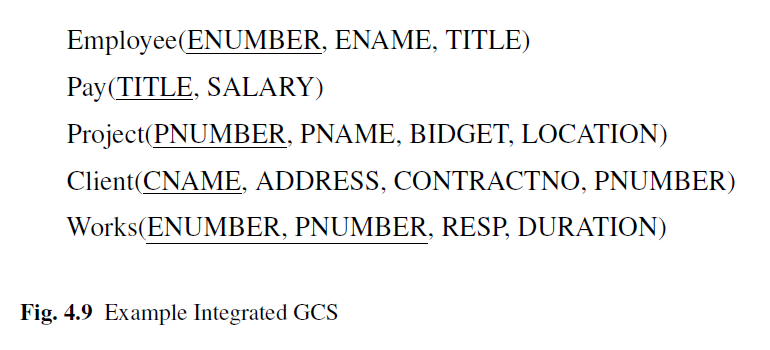 Employee(ENUMBER, ENAME, TITLE)
Pay(TITLE, SALARY)
Project(PNUMBER, PNAME, BIDGET, LOCATION)
Client(CNAME, ADDRESS, CONTRACTNO, PNUMBER)
Works(ENUMBER, PNUMBER, RESP, DURATION)
Fig. 4.9 Example Integrated GCS